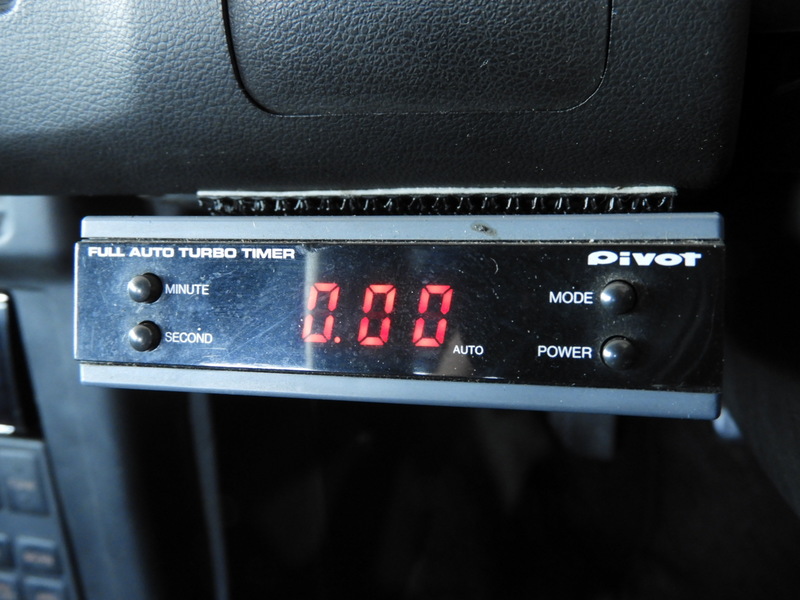 FULL AUTO TURBO TIMER
PIVOT
MINUTE
MODE
SECOND
0.00
AUTO
POWER